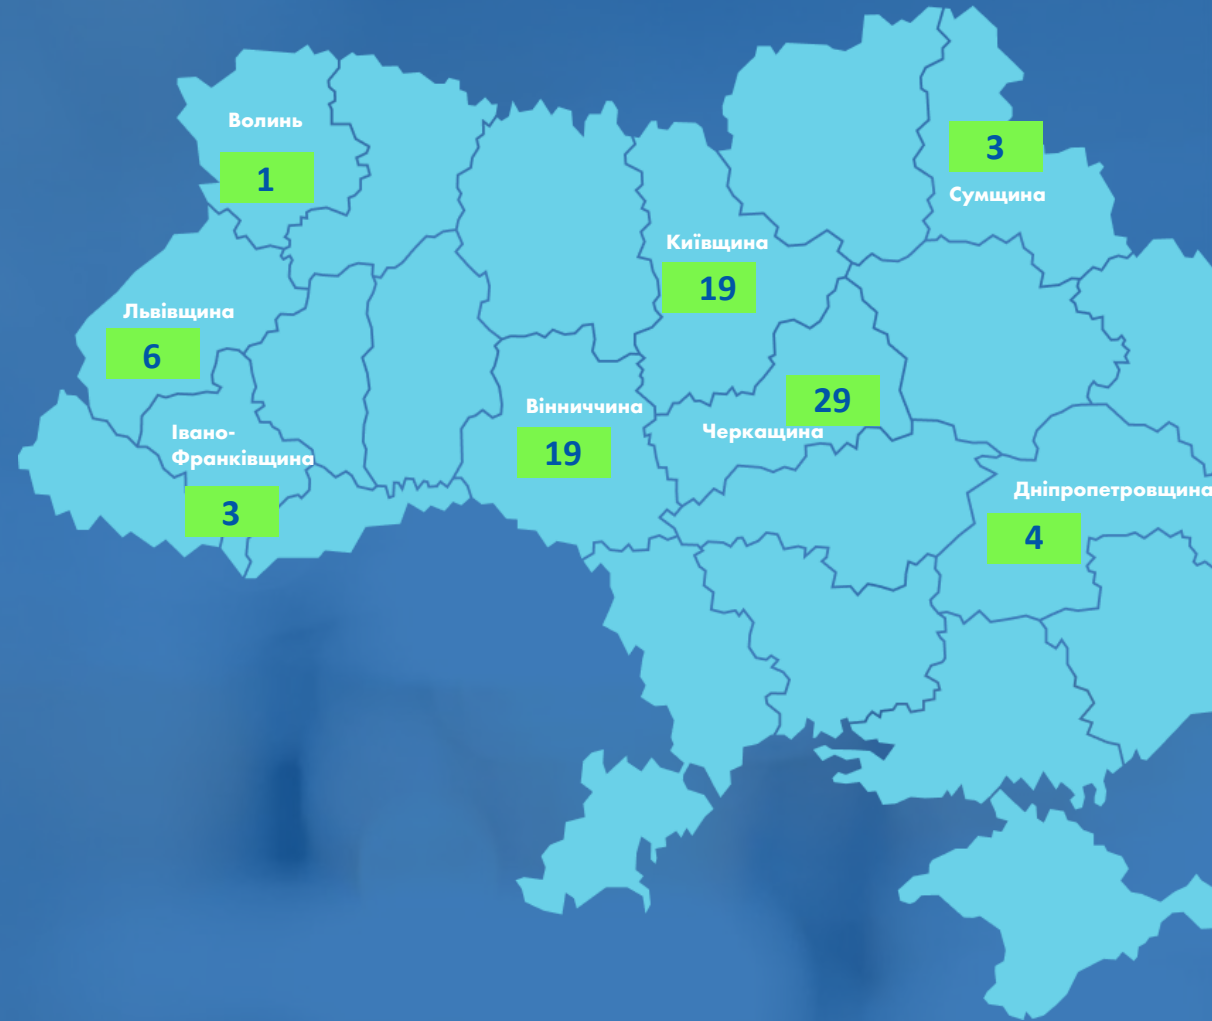 Волинь
1
3
Сумщина
Київщина
19
Львівщина
6
29
Черкащина
Вінниччина
19
Івано-
Франківщина
3
Дніпропетровщина
4